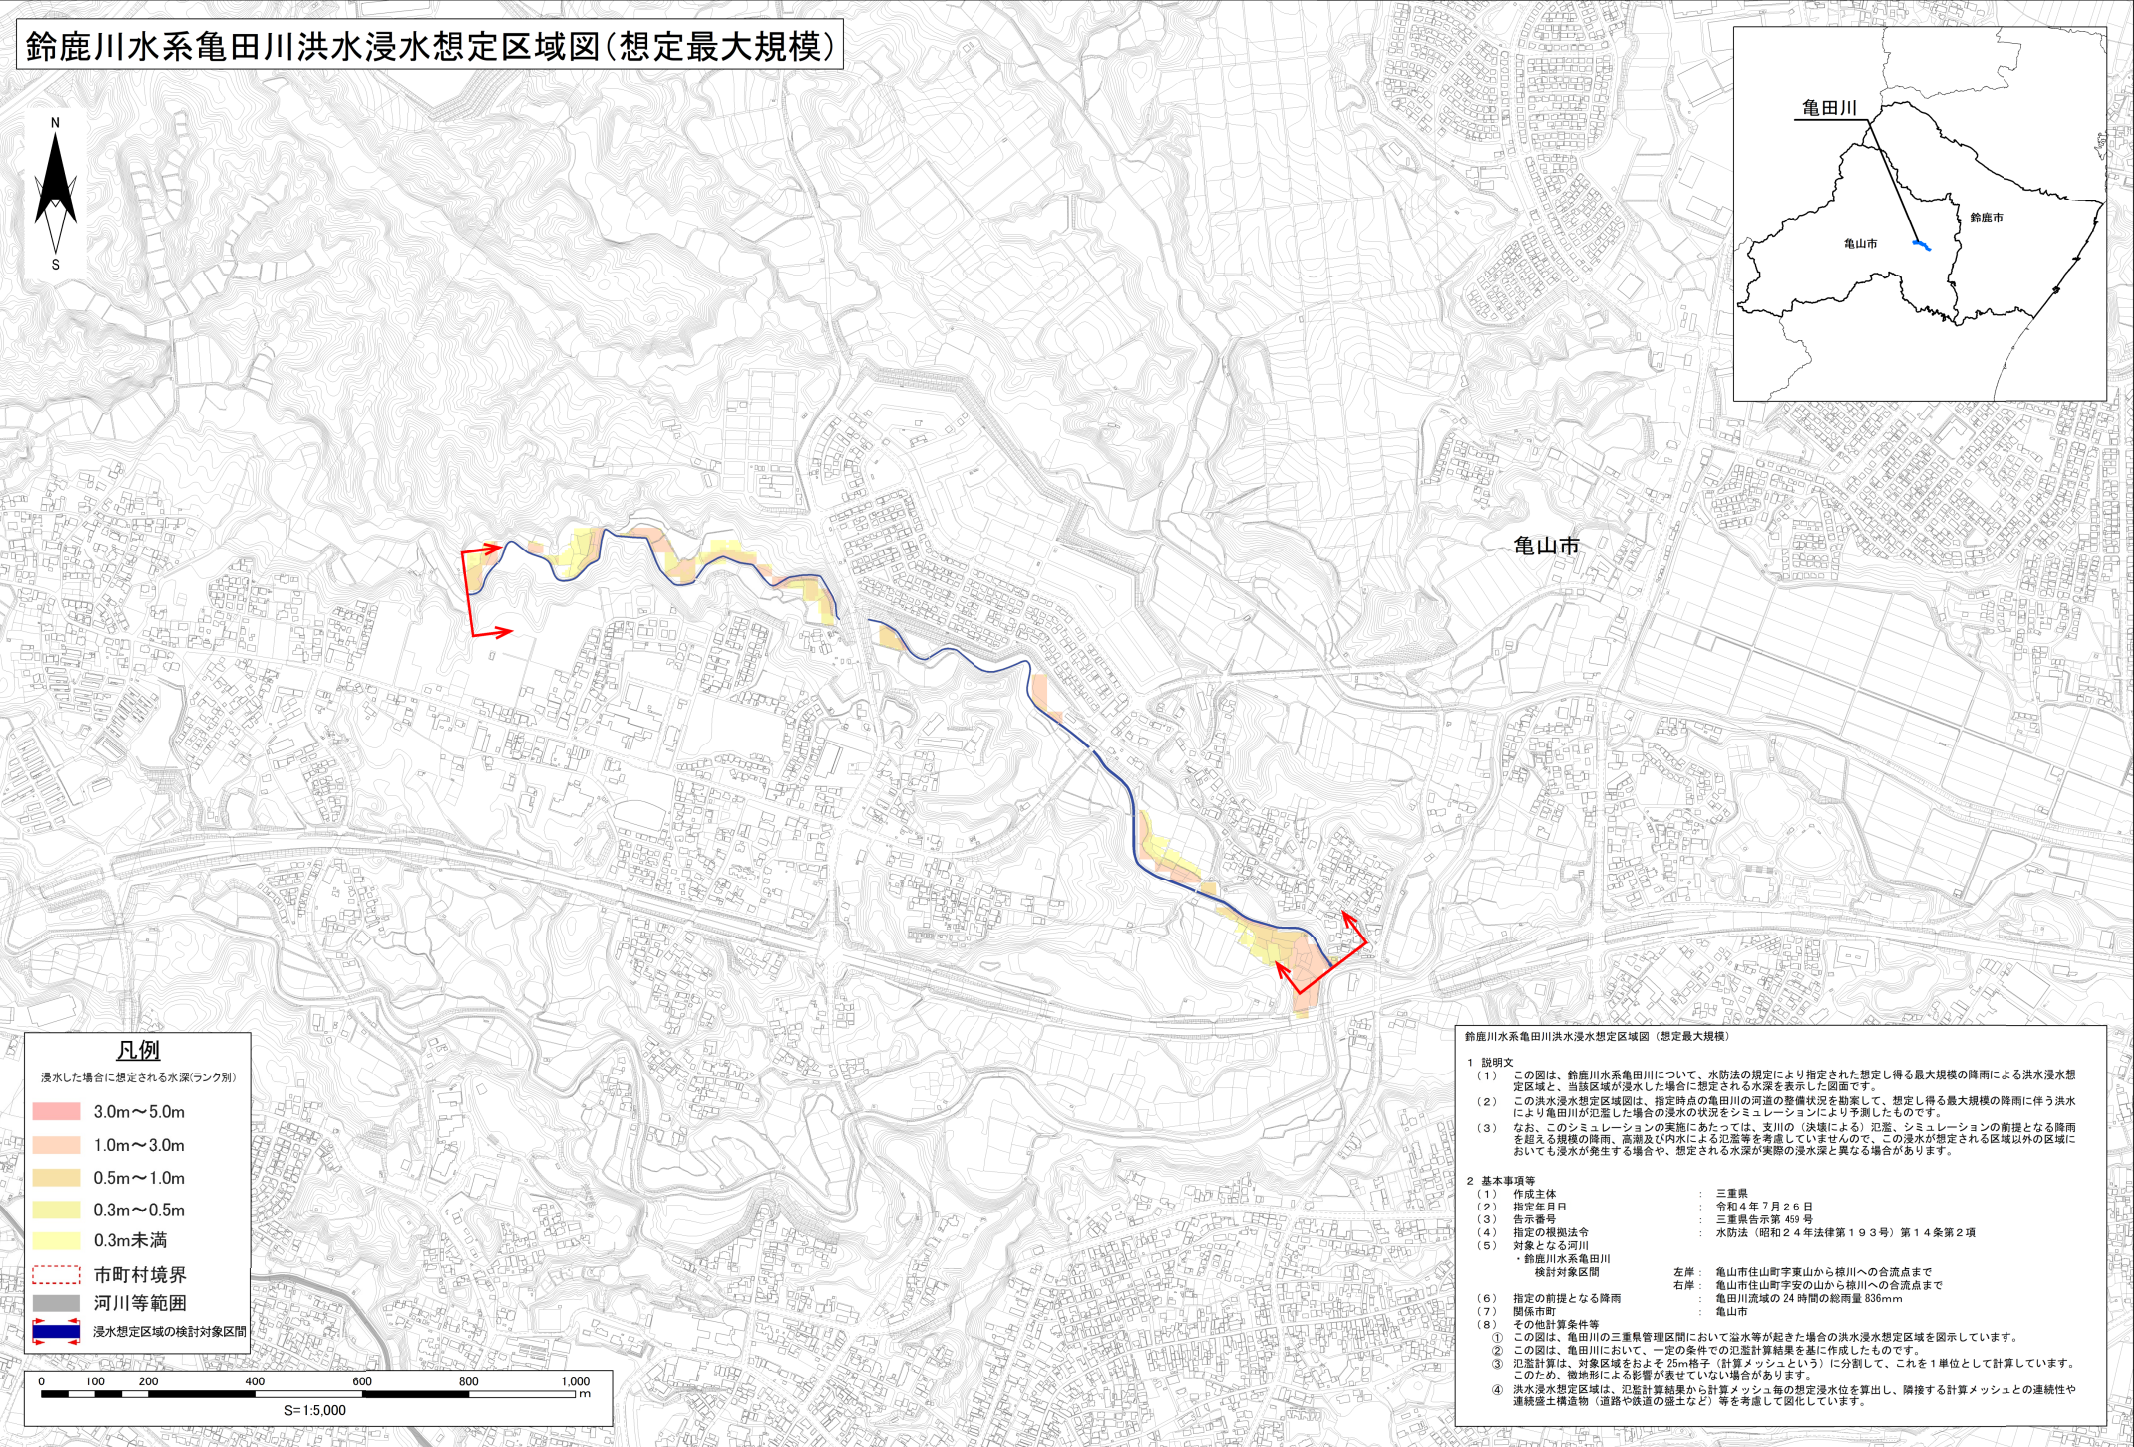 鈴鹿川水系亀田川洪水浸水想定区域図(想定最大規模)
N
S
亀田川
鈴鹿市
亀山市
亀山市
凡例
浸水した場合に想定される水深(ランク別)
3.0m～5.0m
1.0m～3.0m
0.5m～1.0m
0.3m～0.5m
0.3m未満
市町村境界
河川等範囲
浸水想定区域の検討対象区間
0 100 200 400 600 800 1,000 m
S=1:5,000
鈴鹿川水系亀田川洪水浸水想定区域図（想定最大規模）
1 説明文
（1） この図は、鈴鹿川水系亀田川について、水防法の規定により指定された想定し得る最大規模の降雨による洪水浸水想
定区域と、当該区域が浸水した場合に想定される水深を表示した図面です。
（2） この洪水浸水想定区域図は、指定時点の亀田川の河道の整備状況を勘案して、想定し得る最大規模の降雨に伴う洪水
により亀田川が氾濫した場合の浸水の状況をシミュレーションにより予測したものです。
（3） なお、このシミュレーションの実施にあたっては、支川の（決壊による）氾濫、シミュレーションの前提となる降雨
を超える規模の降雨、高潮及び内水による氾濫等を考慮していませんので、この浸水が想定される区域以外の区域に
おいても浸水が発生する場合や、想定される水深が実際の浸水深と異なる場合があります。
2 基本事項等
（1） 作成主体 ： 三重県
（2） 指定年月日 ： 令和４年７月２６日
（3） 告示番号 ： 三重県告示第 459 号
（4） 指定の根拠法令 ： 水防法（昭和２４年法律第１９３号）第１４条第２項
（5） 対象となる河川
・鈴鹿川水系亀田川
検討対象区間 左岸： 亀山市住山町字東山から椋川への合流点まで
右岸： 亀山市住山町字安の山から椋川への合流点まで
（6） 指定の前提となる降雨 ： 亀田川流域の 24 時間の総雨量 836mm
（7） 関係市町 ： 亀山市
（8） その他計算条件等
① この図は、亀田川の三重県管理区間において溢水等が起きた場合の洪水浸水想定区域を図示しています。
② この図は、亀田川において、一定の条件での氾濫計算結果を基に作成したものです。
③ 氾濫計算は、対象区域をおよそ 25m格子（計算メッシュという）に分割して、これを１単位として計算しています。
このため、微地形による影響が表せていない場合があります。
④ 洪水浸水想定区域は、氾濫計算結果から計算メッシュ毎の想定浸水位を算出し、隣接する計算メッシュとの連続性や
連続盛土構造物（道路や鉄道の盛土など）等を考慮して図化しています。